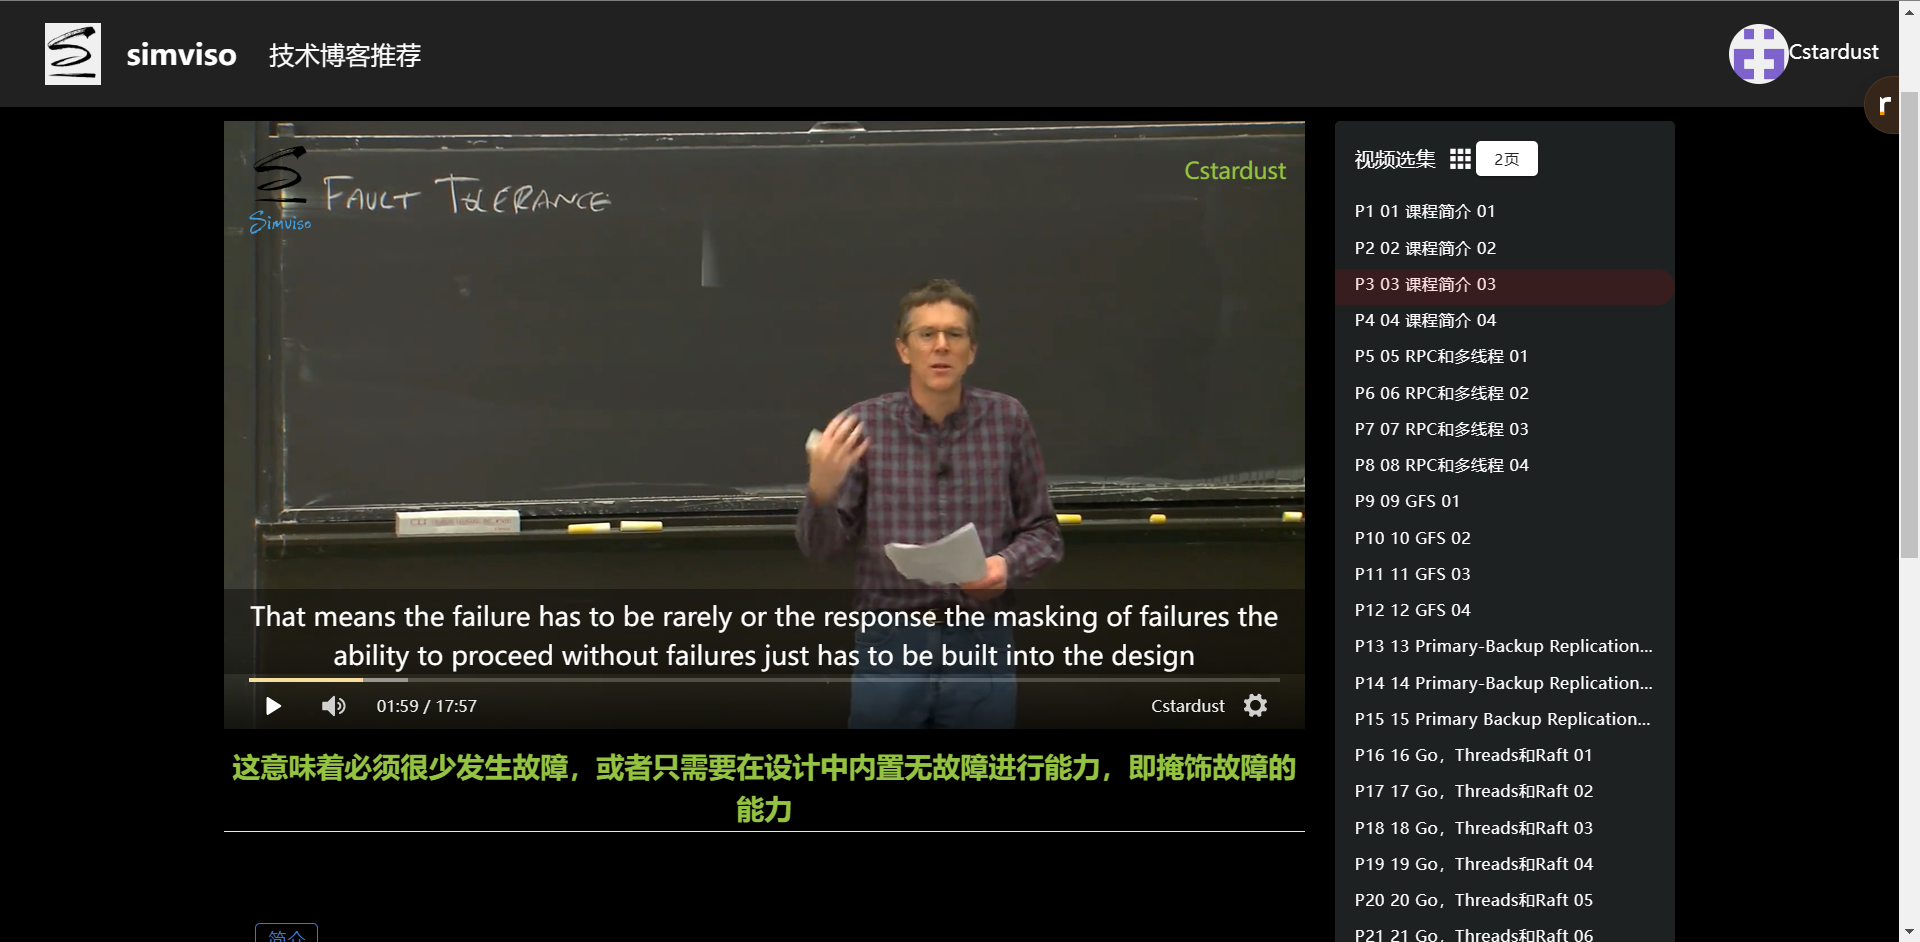 simviso 技术博客推荐
Cstardust
r
FAULT TOLERANCE
Simviso
Cstardust
That means the failure has to be rarely or the response the masking of failures the
ability to proceed without failures just has to be built into the design
01:59 / 17:57
Cstardust
这意味着必须很少发生故障，或者只需要在设计中内置无故障进行能力，即掩饰故障的
能力
简介
视频选集 2页
P1 01 课程简介 01
P2 02 课程简介 02
P3 03 课程简介 03
P4 04 课程简介 04
P5 05 RPC和多线程 01
P6 06 RPC和多线程 02
P7 07 RPC和多线程 03
P8 08 RPC和多线程 04
P9 09 GFS 01
P10 10 GFS 02
P11 11 GFS 03
P12 12 GFS 04
P13 13 Primary-Backup Replication...
P14 14 Primary-Backup Replication...
P15 15 Primary Backup Replication...
P16 16 Go，Threads和Raft 01
P17 17 Go，Threads和Raft 02
P18 18 Go，Threads和Raft 03
P19 19 Go，Threads和Raft 04
P20 20 Go，Threads和Raft 05
P21 21 Go，Threads和Raft 06